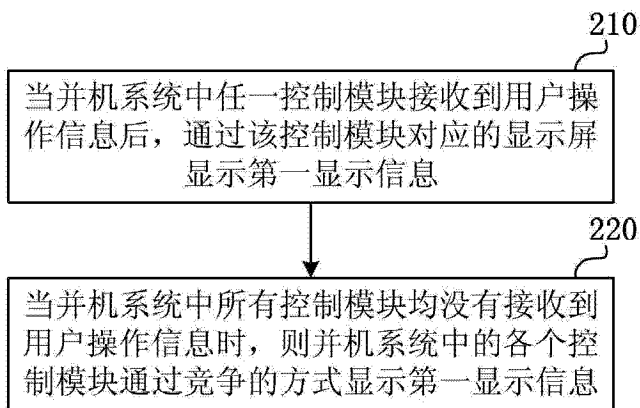 210
当并机系统中任一控制模块接收到用户操
作信息后，通过该控制模块对应的显示屏
显示第一显示信息
220
当并机系统中所有控制模块均没有接收到
用户操作信息时，则并机系统中的各个控
制模块通过竞争的方式显示第一显示信息